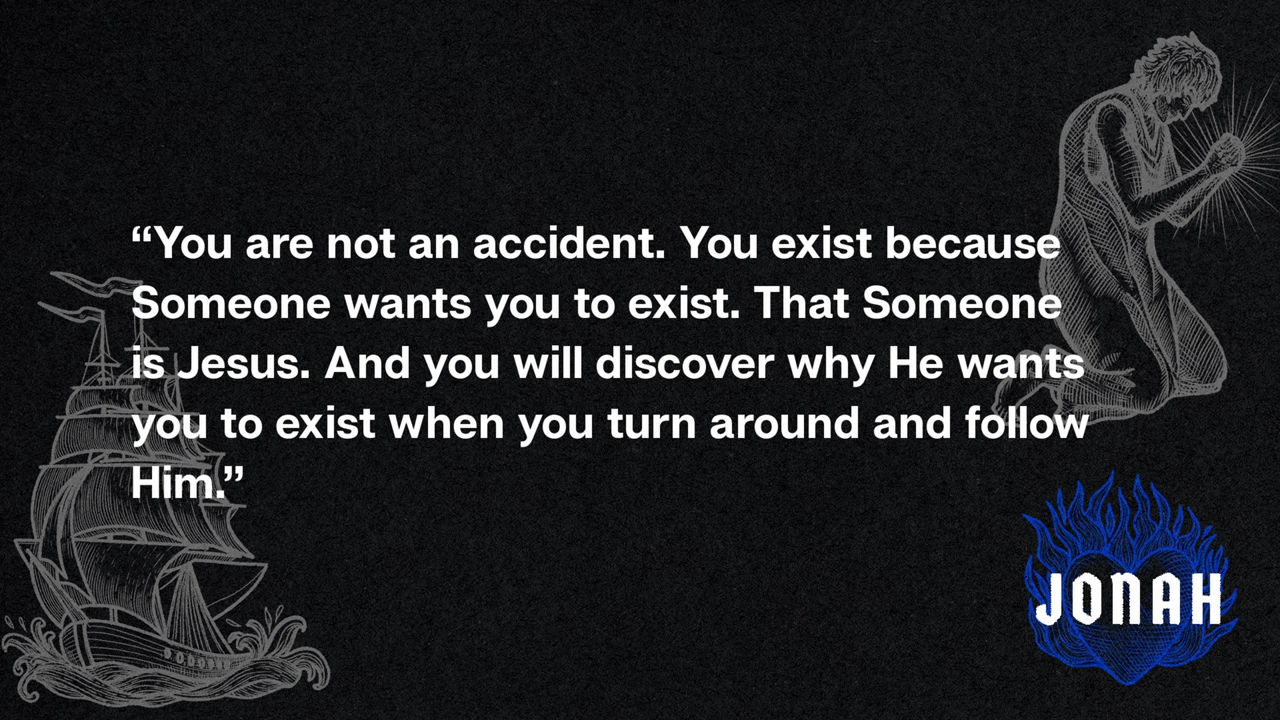 “You are not an accident. You exist because
Someone wants you to exist. That Someone
is Jesus. And you will discover why He wants
you to exist when you turn around and follow
Him.”
JONAH